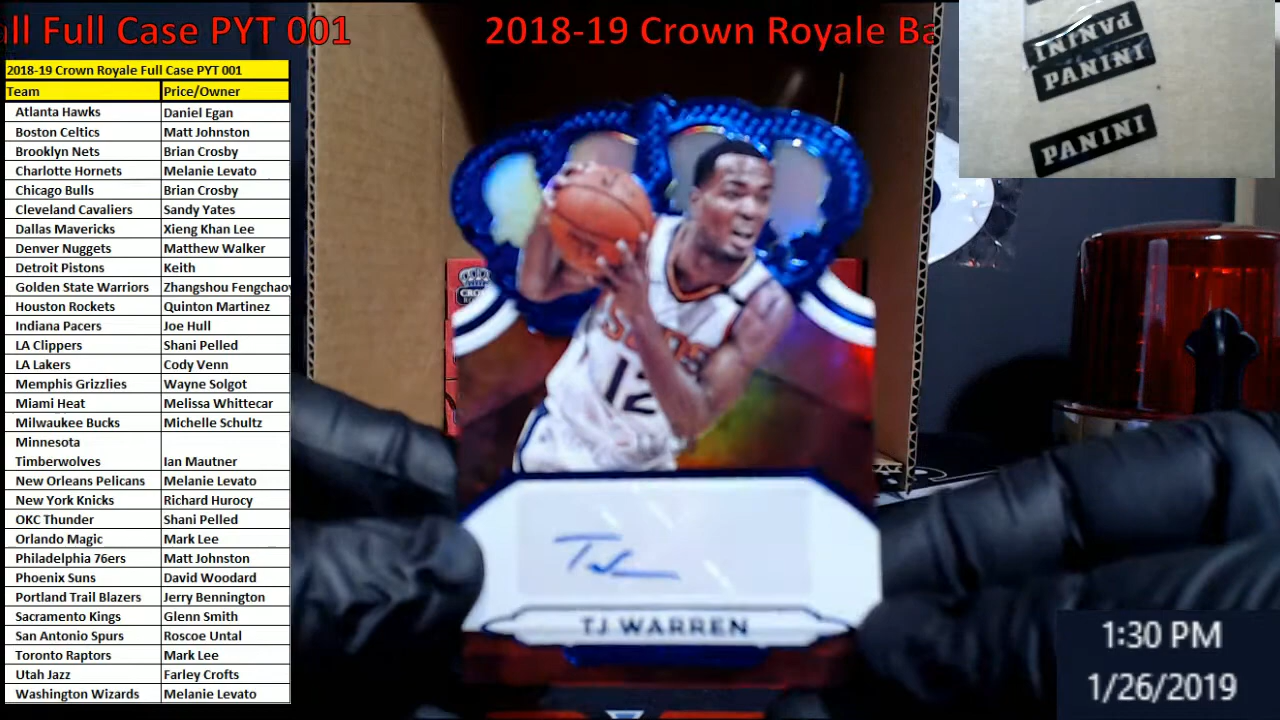 all Full Case PYT 001
2018-19 Crown Royale Ba
2018-19 Crown Royale Full Case PYT 001
Team Price/Owner
Atlanta Hawks Daniel Egan
Boston Celtics Matt Johnston
Brooklyn Nets Brian Crosby
Charlotte Hornets Melanie Levato
Chicago Bulls Brian Crosby
Cleveland Cavaliers Sandy Yates
Dallas Mavericks Xieng Khan Lee
Denver Nuggets Matthew Walker
Detroit Pistons Keith
Golden State Warriors Zhangshou Fengchaov
Houston Rockets Quinton Martinez
Indiana Pacers Joe Hull
LA Clippers Shani Pelled
LA Lakers Cody Venn
Memphis Grizzlies Wayne Solgot
Miami Heat Melissa Whittecar
Milwaukee Bucks Michelle Schultz
Minnesota
Timberwolves Ian Mautner
New Orleans Pelicans Melanie Levato
New York Knicks Richard Hurocy
OKC Thunder Shani Pelled
Orlando Magic Mark Lee
Philadelphia 76ers Matt Johnston
Phoenix Suns David Woodard
Portland Trail Blazers Jerry Bennington
Sacramento Kings Glenn Smith
San Antonio Spurs Roscoe Untal
Toronto Raptors Mark Lee
Utah Jazz Farley Crofts
Washington Wizards Melanie Levato
PANINI
PANINI
PANINI
SUNS
12
TJ WARREN
1:30 PM
1/26/2019